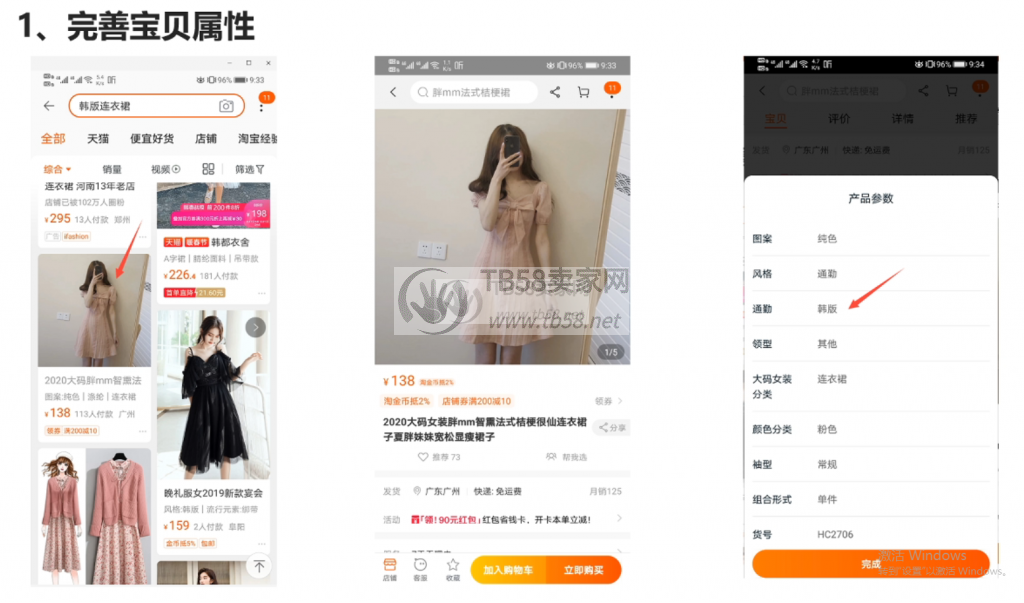 1、完善宝贝属性
96% 9:33
韩版连衣裙
11
全部 天猫 便宜好货 店铺 淘宝经验
综合 销量 视频 筛选
连衣裙 河南13年老店
店铺已被102万人圈粉
¥295 13人付款 郑州
广告 iFashion
2020大码胖mm智熏法
图案:纯色 | 涤纶 | 连衣裙
¥138 113人付款 广州
领券 满200减10
¥198
天猫 新春节 韩都衣舍
A字裙 | 腈纶面料 | 吊带款
¥226.4 181人付款
首单直降 21.60元
晚礼服女2019新款宴会
风格:韩版 | 流行元素:绑带
¥159 2人付款 阜阳
金币抵5% 包邮
96% 9:33
胖mm法式桔梗裙
11
TB58卖家网
www.tb58.net
www.tb58.net
1/5
¥138 淘金币抵2%
淘金币抵2% 店铺券满200减10 领券
2020大码女装胖mm智熏法式桔梗很仙连衣裙
子夏胖妹妹宽松显瘦裙子
分享
推荐 73 帮我选
发货 广东广州 快递: 免运费 月销125
活动 「领! 90元红包」红包省钱卡、开卡本单立减!
店铺 客服 收藏 加入购物车 立即购买
96% 9:34
胖mm法式桔梗裙
宝贝 评价 详情 推荐
发货 广东广州 快递: 免运费 月销125
产品参数
图案 纯色
风格 通勤
通勤 韩版
领型 其他
大码女装 连衣裙
分类
颜色分类 粉色
袖型 常规
组合形式 单件
货号 HC2706
完成
激活 Windows
转到"设置"以激活 Windows。